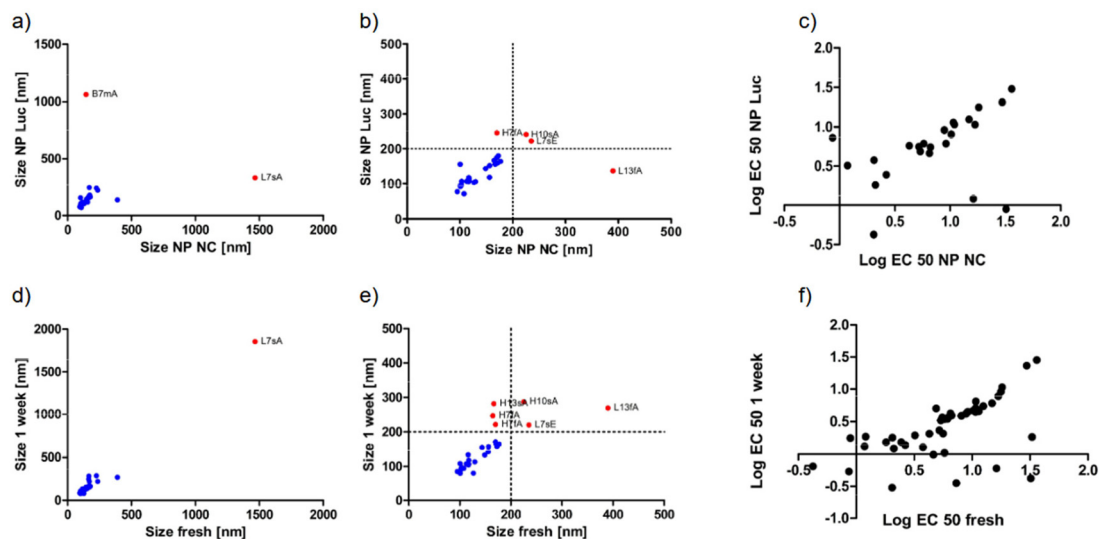 a)
1500
1000
500
0
Size NP Luc [nm]
B7mA
L7sA
0 500 1000 1500 2000
Size NP NC [nm]
b)
500
400
300
200
100
0
Size NP Luc [nm]
H7fA
H10sA
L7sE
L13fA
0 100 200 300 400 500
Size NP NC [nm]
c)
2.0
1.5
1.0
0.5
-0.5
Log EC 50 NP Luc
-0.5 0.5 1.0 1.5 2.0
Log EC 50 NP NC
d)
2000
1500
1000
500
0
Size 1 week [nm]
L7sA
0 500 1000 1500 2000
Size fresh [nm]
e)
500
400
300
200
100
0
Size 1 week [nm]
H13sA
H10sA
L13fA
L7sE
0 100 200 300 400 500
Size fresh [nm]
f)
2.0
1.5
1.0
0.5
-0.5
-1.0
Log EC 50 1 week
-0.5 0.5 1.0 1.5 2.0
Log EC 50 fresh